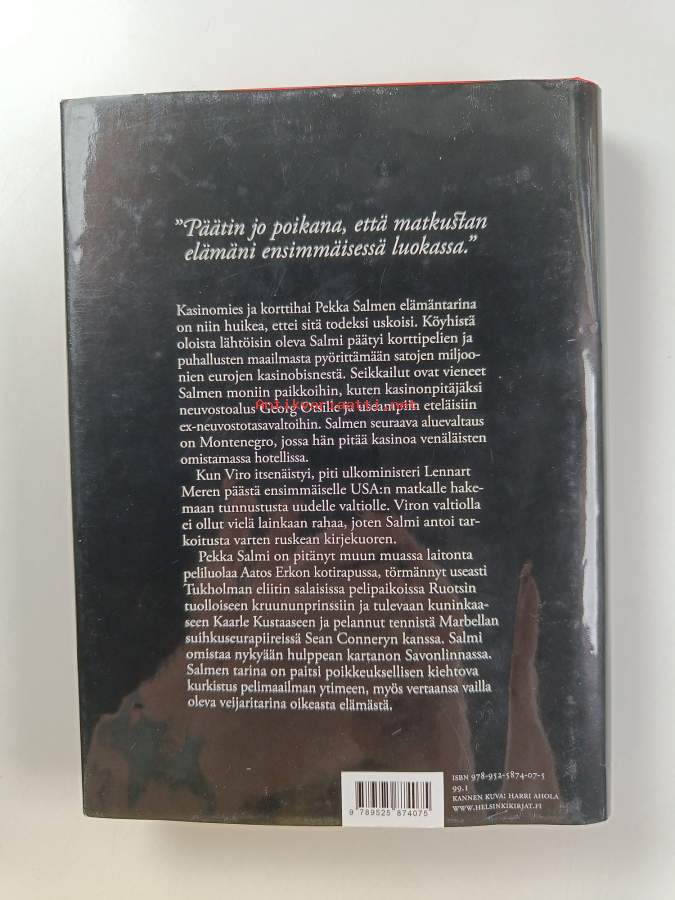 ”Päätin jo poikana, että matkustan
elämäni ensimmäisessä luokassa.”
Kasinomies ja korttihai Pekka Salmen elämäntarina
on niin huikea, ettei sitä todeksi uskoisi. Köyhistä
oloista lähtöisin oleva Salmi päätyi korttipelien ja
puhallusten maailmasta pyörittämään satojen miljoo-
nien eurojen kasinobisnestä. Seikkailut ovat vieneet
Salmen moniin paikkoihin, kuten kasinonpitäjäksi
Antikvariaatti.net
neuvostoalus Georg Otsille ja useampiin eteläisiin
ex-neuvostotasavaltoihin. Salmen seuraava aluevaltaus
on Montenegro, jossa hän pitää kasinoa venäläisten
omistamassa hotellissa.
Kun Viro itsenäistyi, piti ulkoministeri Lennart
Meren päästä ensimmäiselle USA:n matkalle hake-
maan tunnustusta uudelle valtiolle. Viron valtiolla
ei ollut vielä lainkaan rahaa, joten Salmi antoi tar-
koitusta varten ruskean kirjekuoren.
Pekka Salmi on pitänyt muun muassa laitonta
peliluolaa Aatos Erkon kotirapussa, törmännyt useasti
Tukholman eliitin salaisissa pelipaikoissa Ruotsin
tuolloiseen kruununprinssiin ja tulevaan kuninkaa-
seen Kaarle Kustaaseen ja pelannut tennistä Marbellan
suihkuseurapiireissä Sean Conneryn kanssa. Salmi
omistaa nykyään hulppean kartanon Savonlinnassa.
Salmen tarina on paitsi poikkeuksellisen kiehtova
kurkistus pelimaailman ytimeen, myös vertaansa vailla
oleva veijaritarina oikeasta elämästä.
ISBN 978-952-5874-07-5
99.1
KANNEN KUVA: HARRI AHOLA
WWW.HELSINKIKIRJAT.FI
9 789525 874075